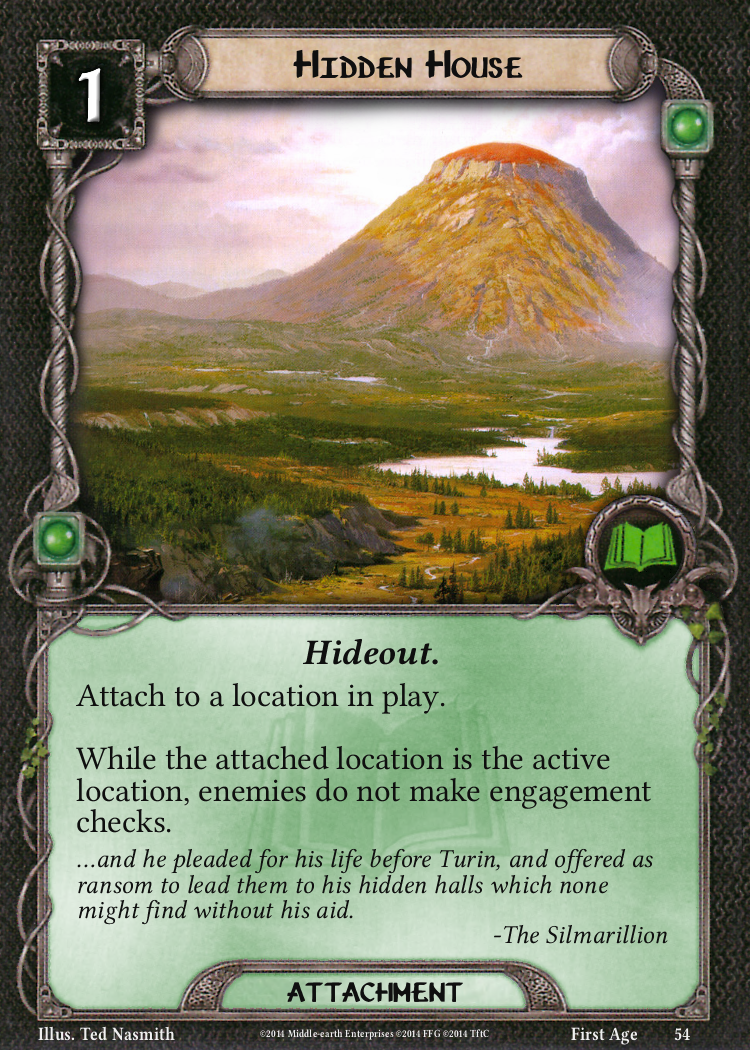 1
Hidden House
Hideout.
Attach to a location in play.
While the attached location is the active
location, enemies do not make engagement
checks.
...and he pleaded for his life before Turin, and offered as
ransom to lead them to his hidden halls which none
might find without his aid.
-The Silmarillion
Attachment
Illus. Ted Nasmith ©2014 Middle-earth Enterprises ©2014 FFG ©2014 TftC First Age 54